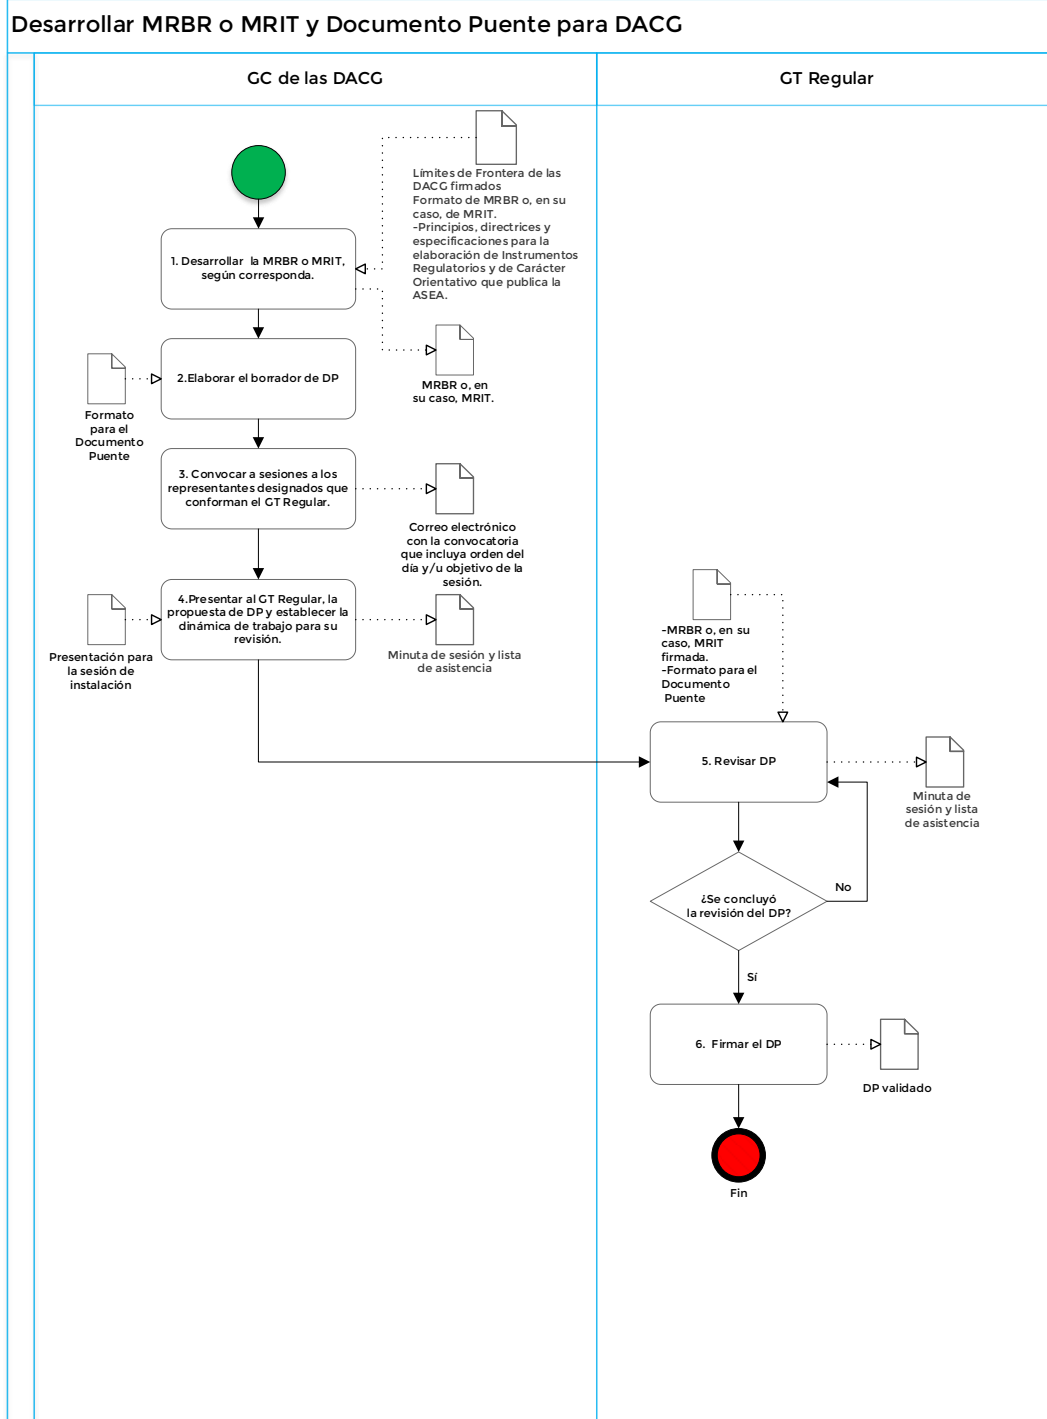 Desarrollar MRBR o MRIT y Documento Puente para DACG
GC de las DACG
GT Regular
Límites de Frontera de las
DACG firmados
Formato de MRBR o, en su
caso, de MRIT.
-Principios, directrices y
especificaciones para la
elaboración de Instrumentos
Regulatorios y de Carácter
Orientativo que publica la
ASEA.
1. Desarrollar la MRBR o MRIT,
según corresponda.
MRBR o, en
su caso, MRIT.
2.Elaborar el borrador de DP
Formato
para el
Documento
Puente
3. Convocar a sesiones a los
representantes designados que
conforman el GT Regular.
Correo electrónico
con la convocatoria
que incluya orden del
día y/u objetivo de la
sesión.
4.Presentar al GT Regular, la
propuesta de DP y establecer la
dinámica de trabajo para su
revisión.
Presentación para
la sesión de
instalación
Minuta de sesión y lista
de asistencia
-MRBR o, en su
caso, MRIT
firmada.
-Formato para el
Documento
Puente
5. Revisar DP
Minuta de
sesión y lista
de asistencia
¿Se concluyó
la revisión del DP?
No
Sí
6. Firmar el DP
DP validado
Fin